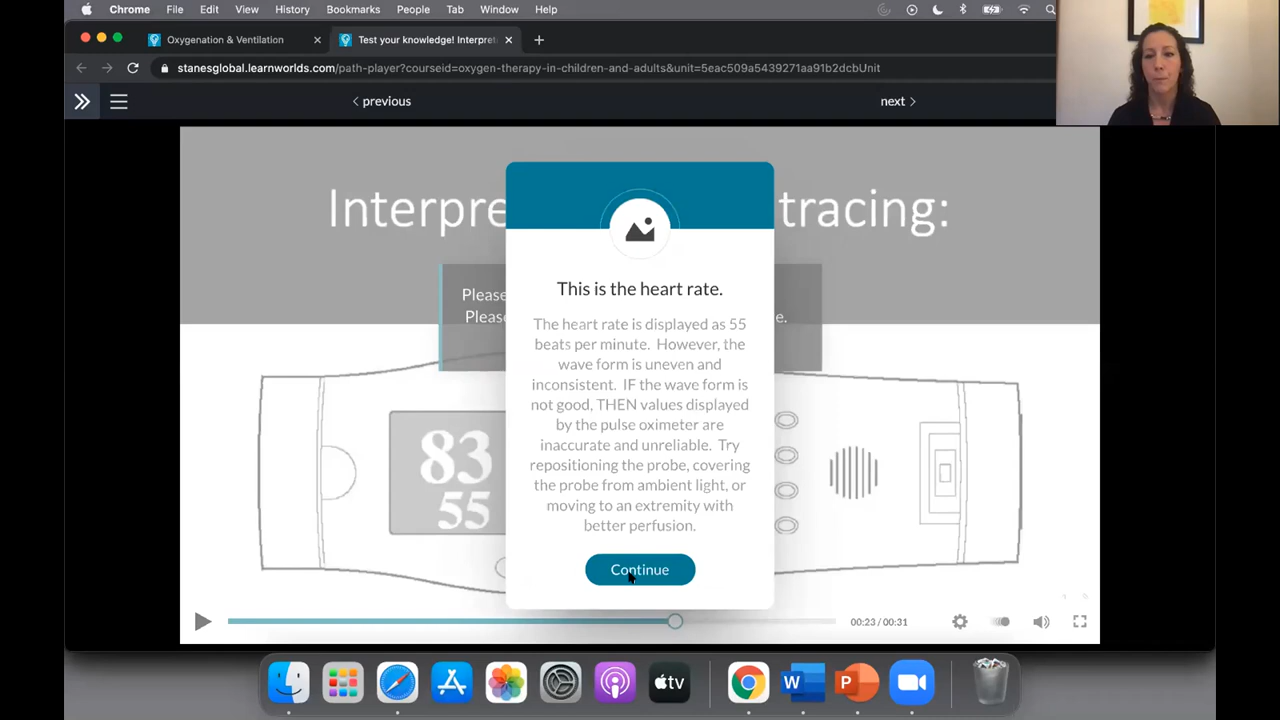 Chrome File Edit View History Bookmarks People Tab Window Help
Oxygenation & Ventilation
Test your knowledge! Interpret
stanesglobal.learnworlds.com/path-player?courseid=oxygen-therapy-in-children-and-adults&unit=5eac509a5439271aa91b2dcbUnit
previous
next
Interpre
tracing:
Please
Please
e.
This is the heart rate.
The heart rate is displayed as 55
beats per minute. However, the
wave form is uneven and
inconsistent. IF the wave form is
not good, THEN values displayed
by the pulse oximeter are
inaccurate and unreliable. Try
repositioning the probe, covering
the probe from ambient light, or
moving to an extremity with
better perfusion.
Continue
83
55
00:23 / 00:31
tv
W
P